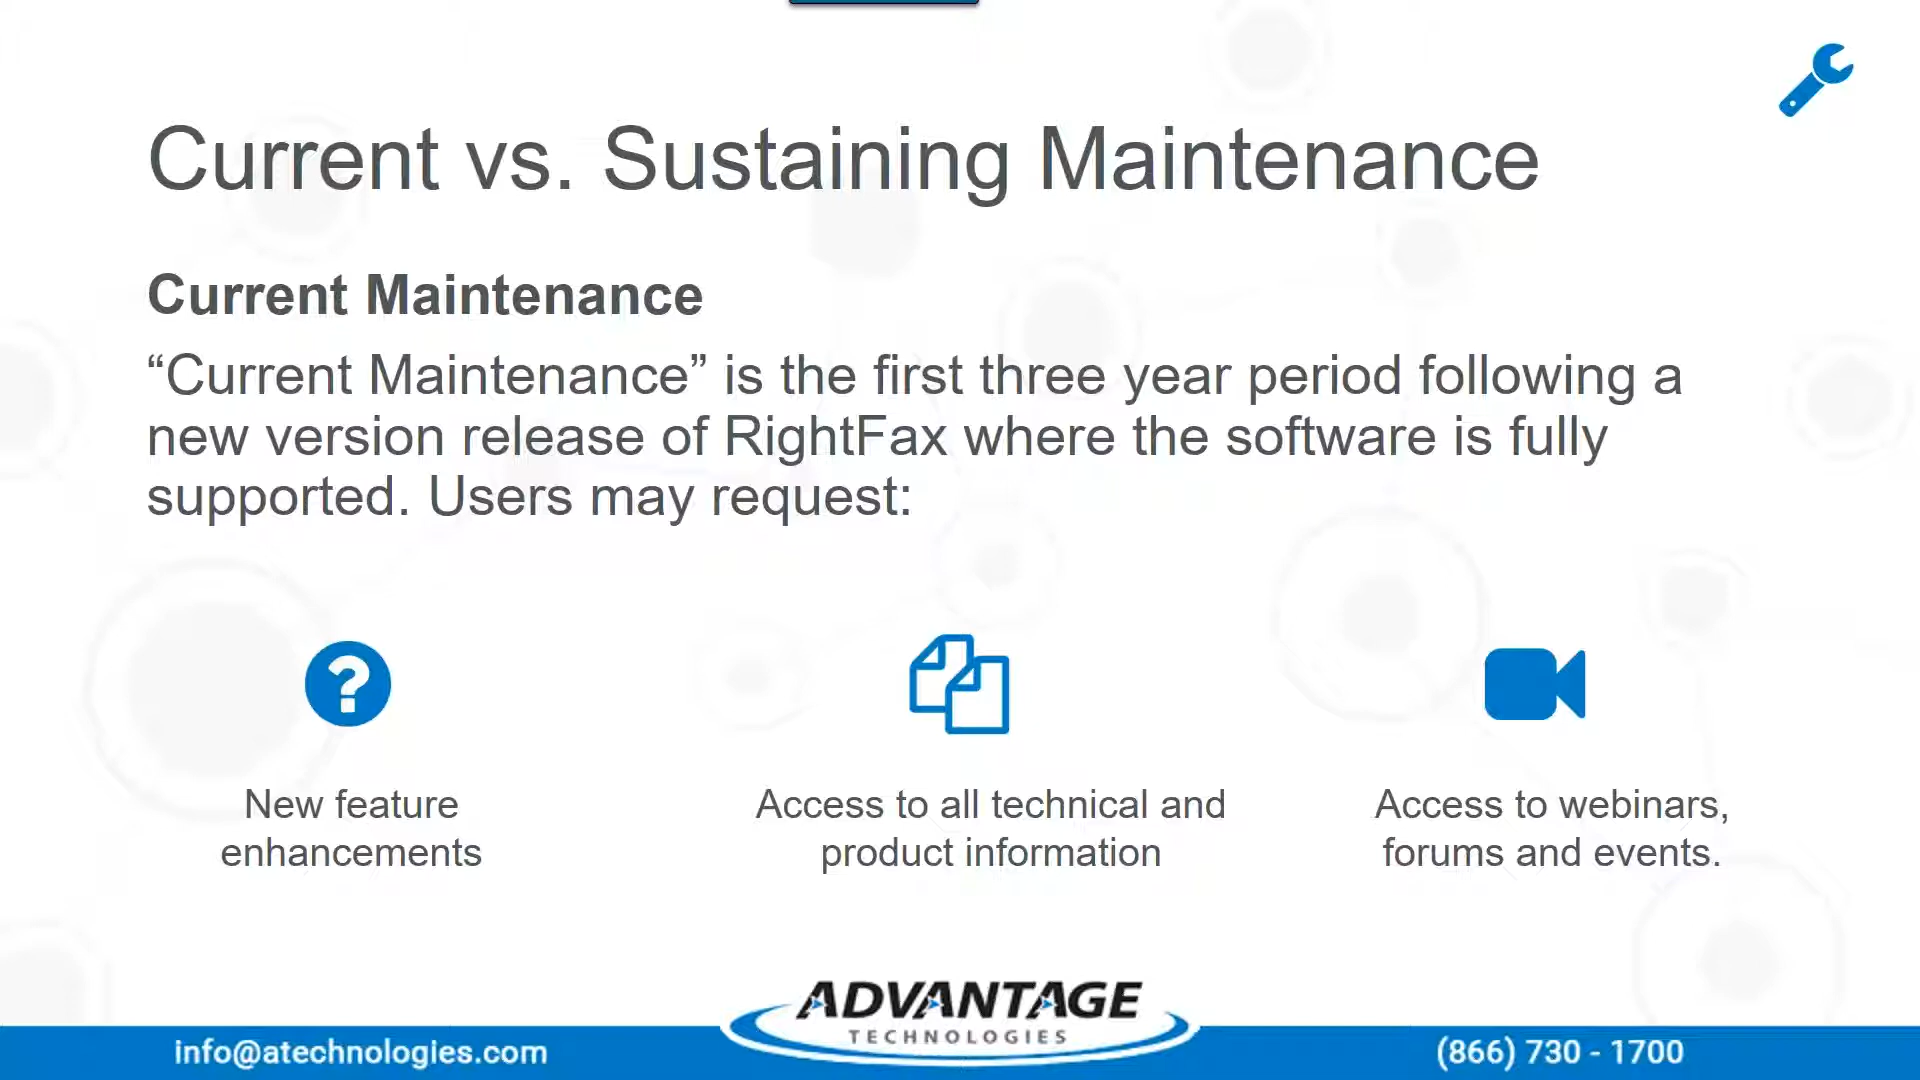 Current vs. Sustaining Maintenance
Current Maintenance
“Current Maintenance” is the first three year period following a
new version release of RightFax where the software is fully
supported. Users may request:
New feature
enhancements
Access to all technical and
product information
Access to webinars,
forums and events.
ADVANTAGE
TECHNOLOGIES
info@atechnologies.com
(866) 730 - 1700